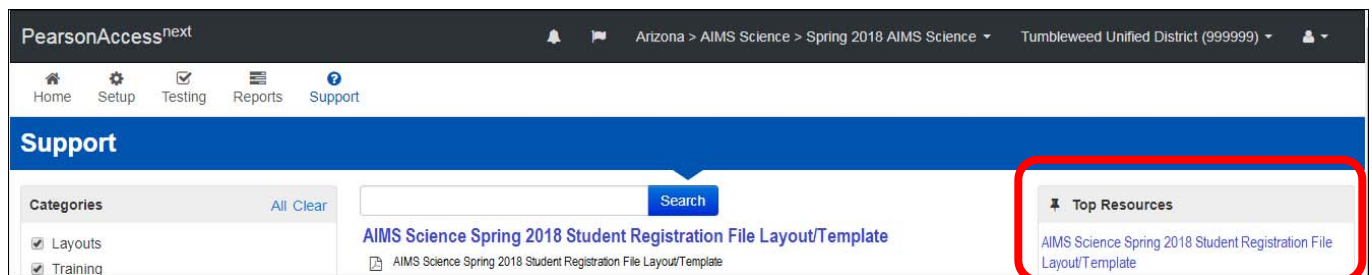 PearsonAccessnext
Arizona > AIMS Science > Spring 2018 AIMS Science
Tumbleweed Unified District (999999)
Home Setup Testing Reports Support
Support
Categories
All Clear
Layouts
Training
Search
AIMS Science Spring 2018 Student Registration File Layout/Template
AIMS Science Spring 2018 Student Registration File Layout/Template
Top Resources
AIMS Science Spring 2018 Student Registration File
Layout/Template